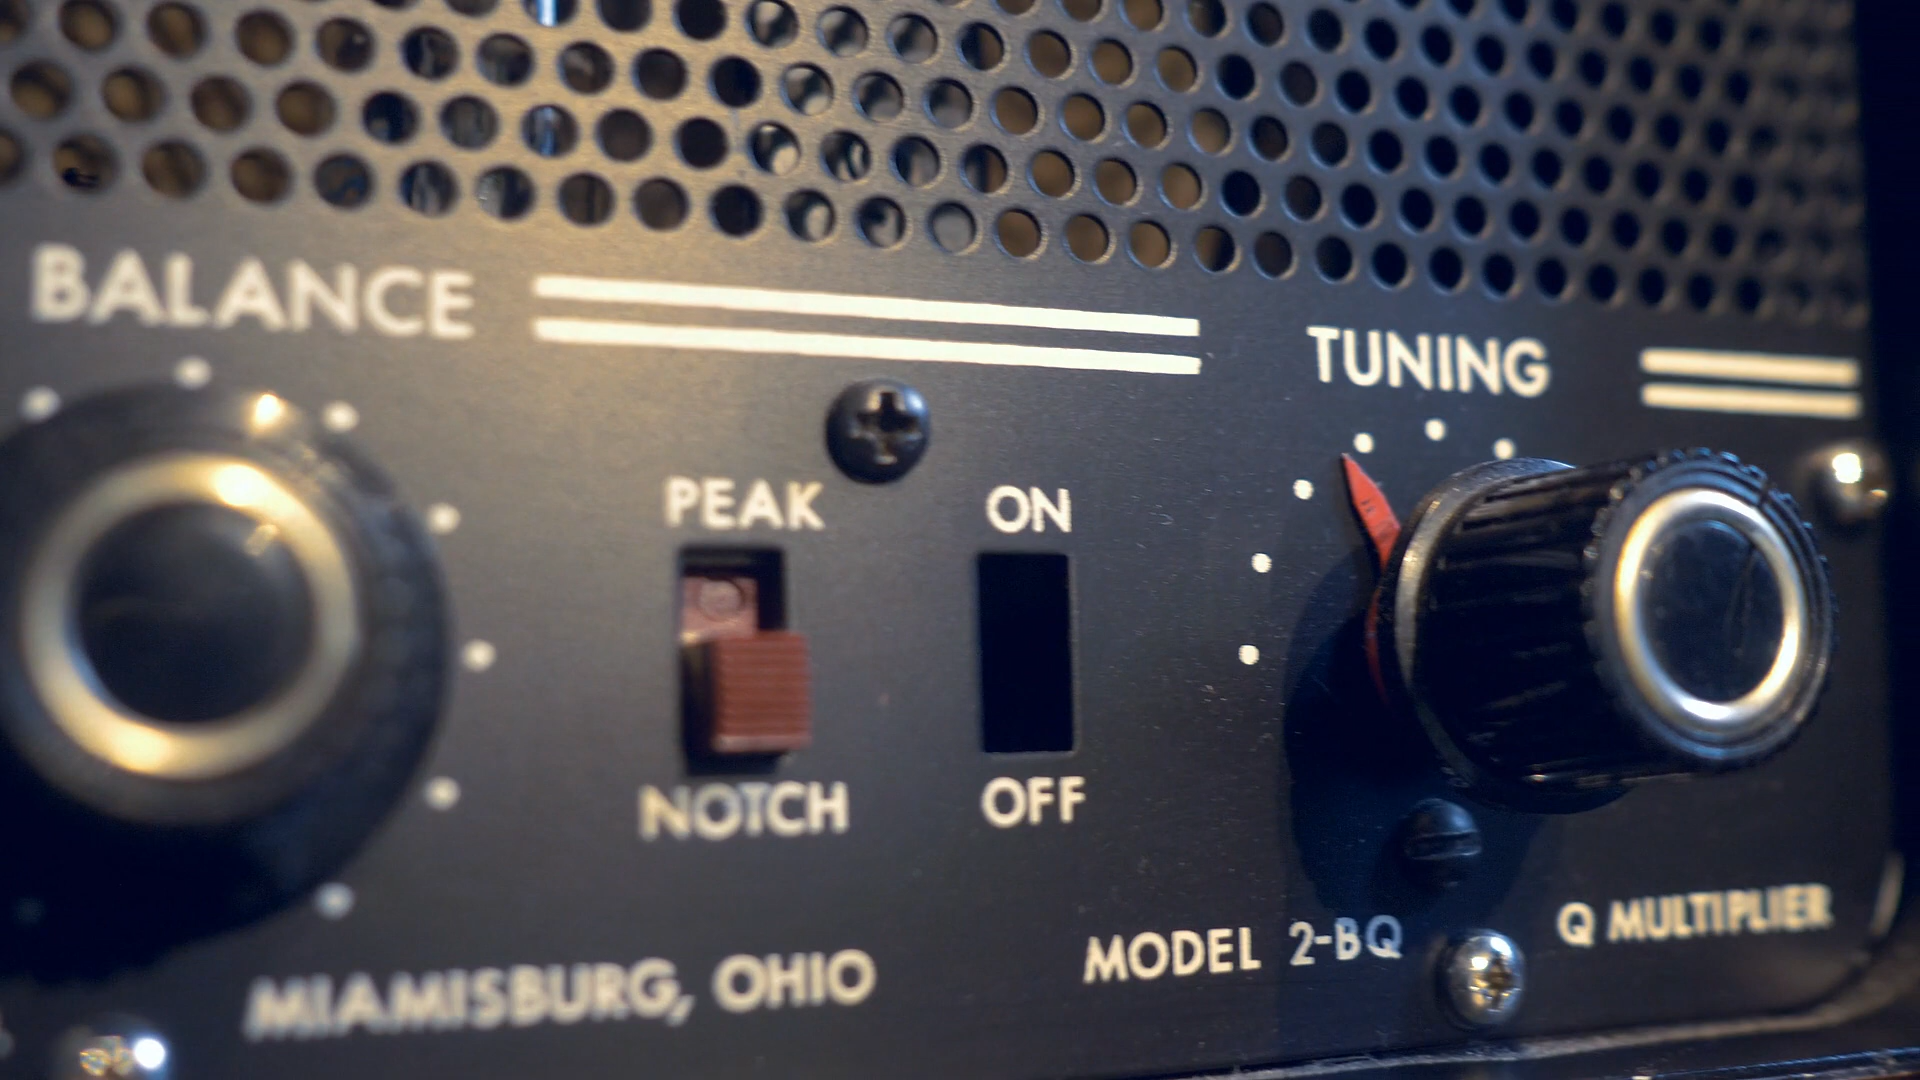 BALANCE
TUNING
PEAK
ON
NOTCH
OFF
MIAMISBURG, OHIO
MODEL 2-BQ
Q MULTIPLIER